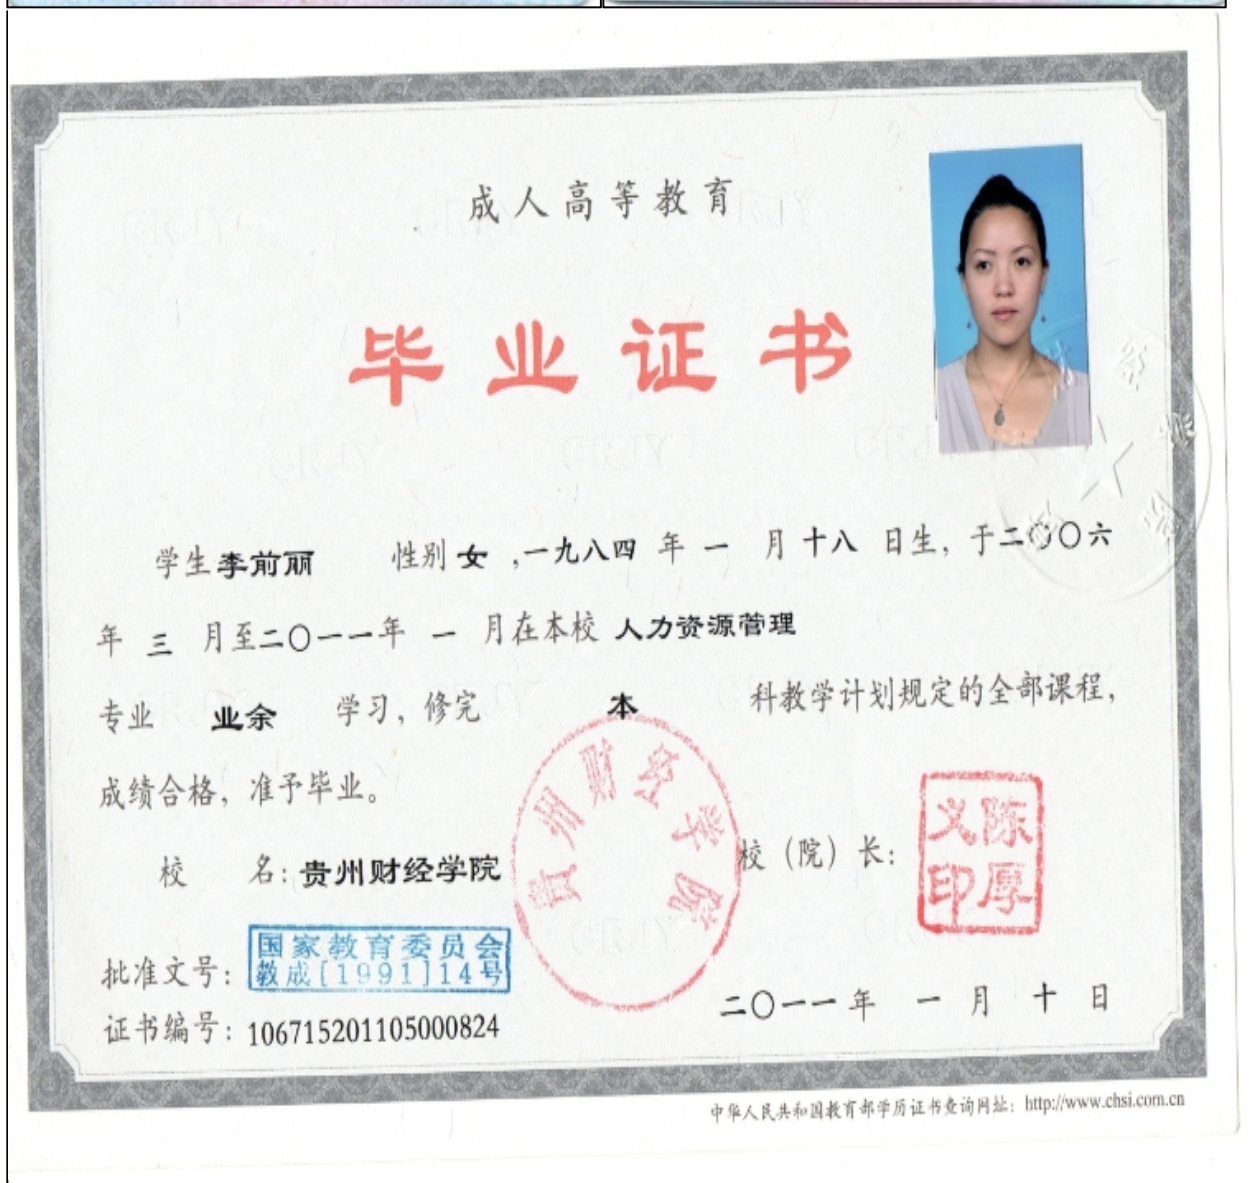 成人高等教育
毕业证书
学生李前丽 性别女,一九八四年一月十八日生,于二〇〇六
年三月至二〇一一年一月在本校人力资源管理
专业 业余 学习,修完 本 科教学计划规定的全部课程,
成绩合格,准予毕业。
贵州财经学院
校 名:贵州财经学院 校(院)长:
陈厚义印
批准文号:国家教育委员会
教成[1991]14号
二〇一一年 一月 十日
证书编号:106715201105000824
中华人民共和国教育部学历证书查询网址:http://www.chsi.com.cn